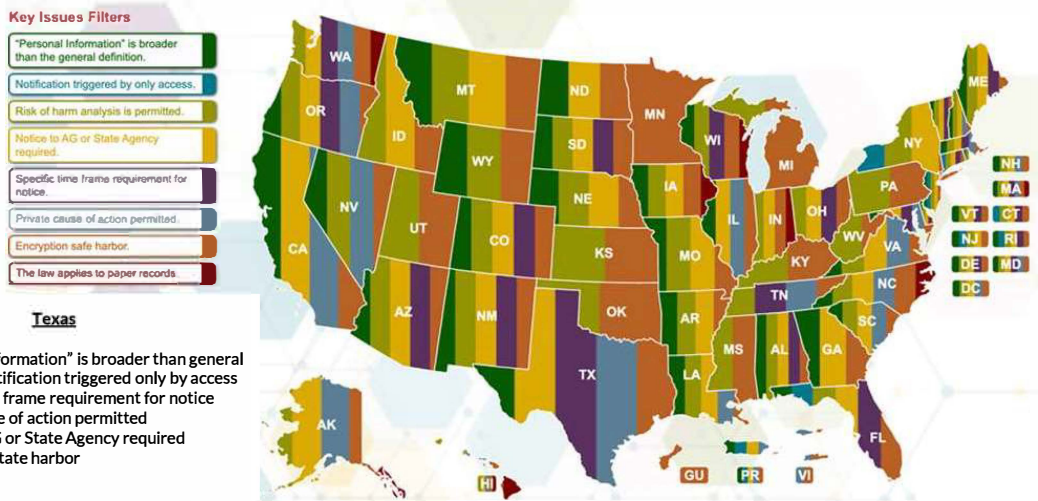 Key Issues Filters
"Personal Information" is broader
than the general definition.
Notification triggered by only access.
Risk of harm analysis is permitted.
Notice to AG or State Agency
required.
Specific time frame requirement for
notice.
Private cause of action permitted.
Encryption safe harbor.
The law applies to paper records
Texas
formation" is broader than general
tification triggered only by access
frame requirement for notice
e of action permitted
or State Agency required
tate harbor
WA
OR
ID
MT
ND
MN
SD
WY
NE
IA
WI
MI
NY
ME
PA
NV
UT
CA
CO
KS
MO
IL
IN
OH
WV
VA
KY
TN
NC
SC
AZ
NM
OK
AR
MS
AL
GA
LA
TX
FL
AK
HI
GU
PR
VI
NH
MA
VT CT
NJ RI
DE MD
DC